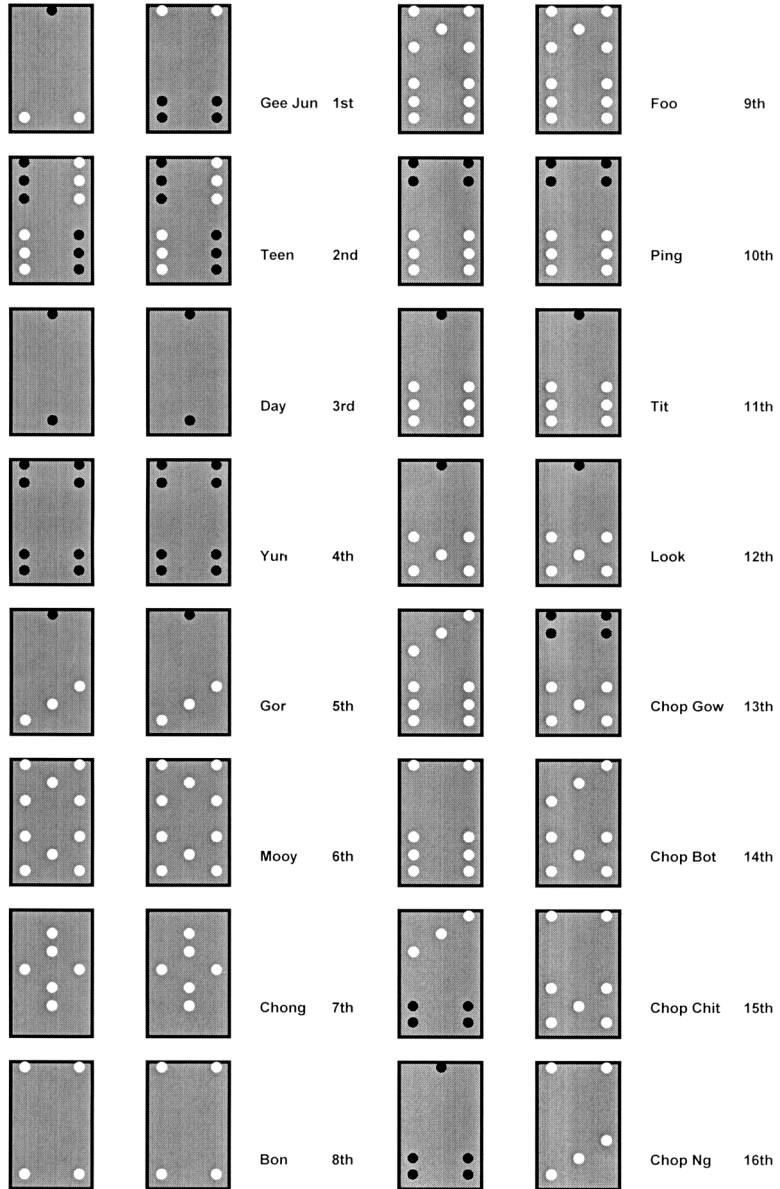 Gee Jun 1st
Foo 9th
Teen 2nd
Ping 10th
Day 3rd
Tit 11th
Yun 4th
Look 12th
Gor 5th
Chop Gow 13th
Mooy 6th
Chop Bot 14th
Chong 7th
Chop Chit 15th
Bon 8th
Chop Ng 16th